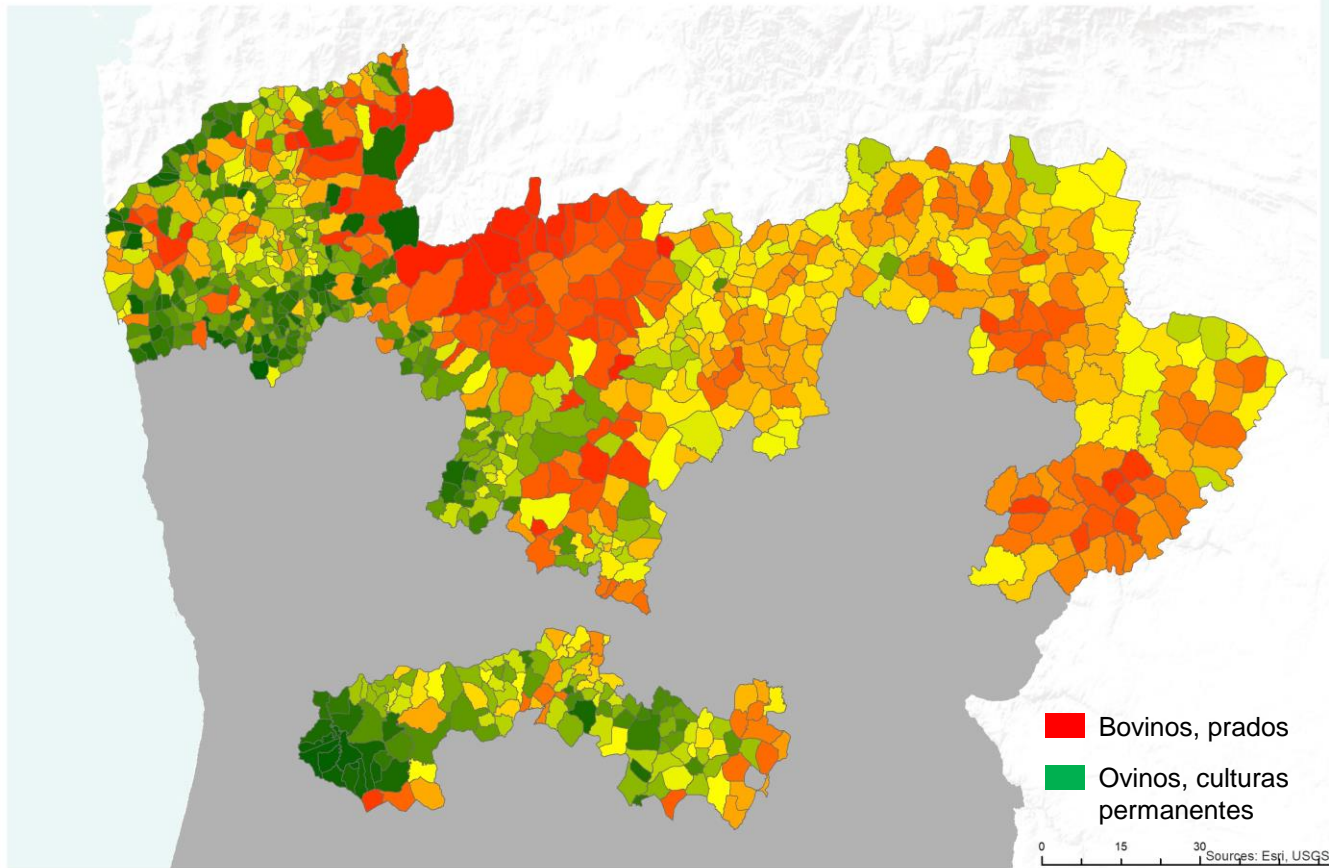 Bovinos, prados
Ovinos, culturas
permanentes
0 15 30
Sources: Esri, USGS